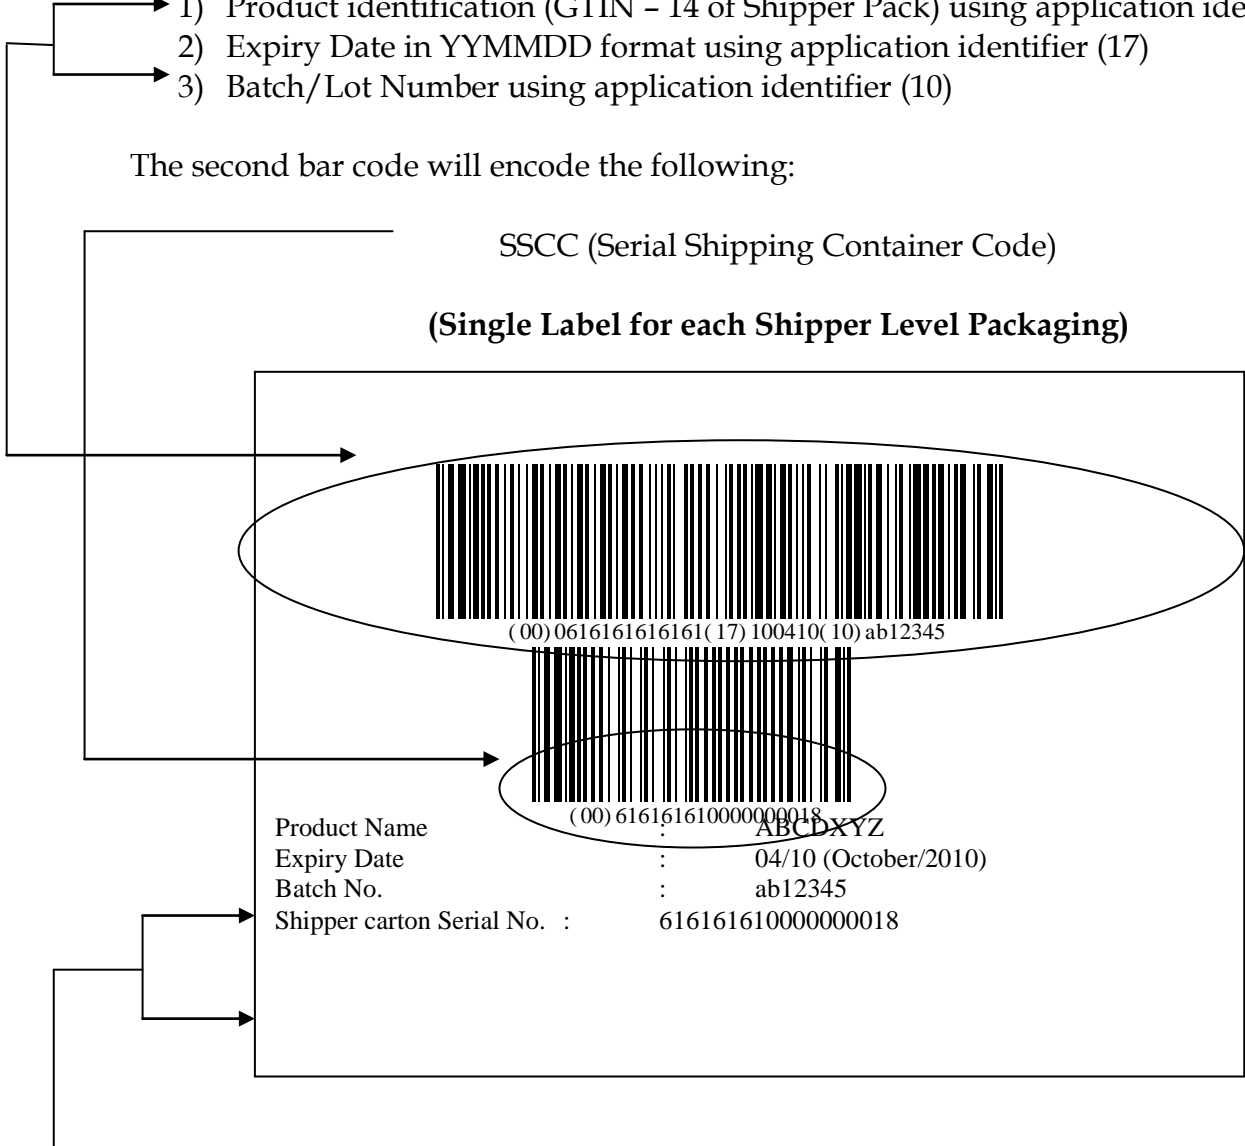 1) Product identification (GTIN – 14 of Shipper Pack) using application
2) Expiry Date in YYMMDD format using application identifier (17)
3) Batch/Lot Number using application identifier (10)
The second bar code will encode the following:
SSCC (Serial Shipping Container Code)
(Single Label for each Shipper Level Packaging)
(00)0616161616161(17)100410(10)ab12345
(00)616161610000000018
Product Name : ABCDXYZ
Expiry Date : 04/10 (October/2010)
Batch No. : ab12345
Shipper carton Serial No. : 616161610000000018